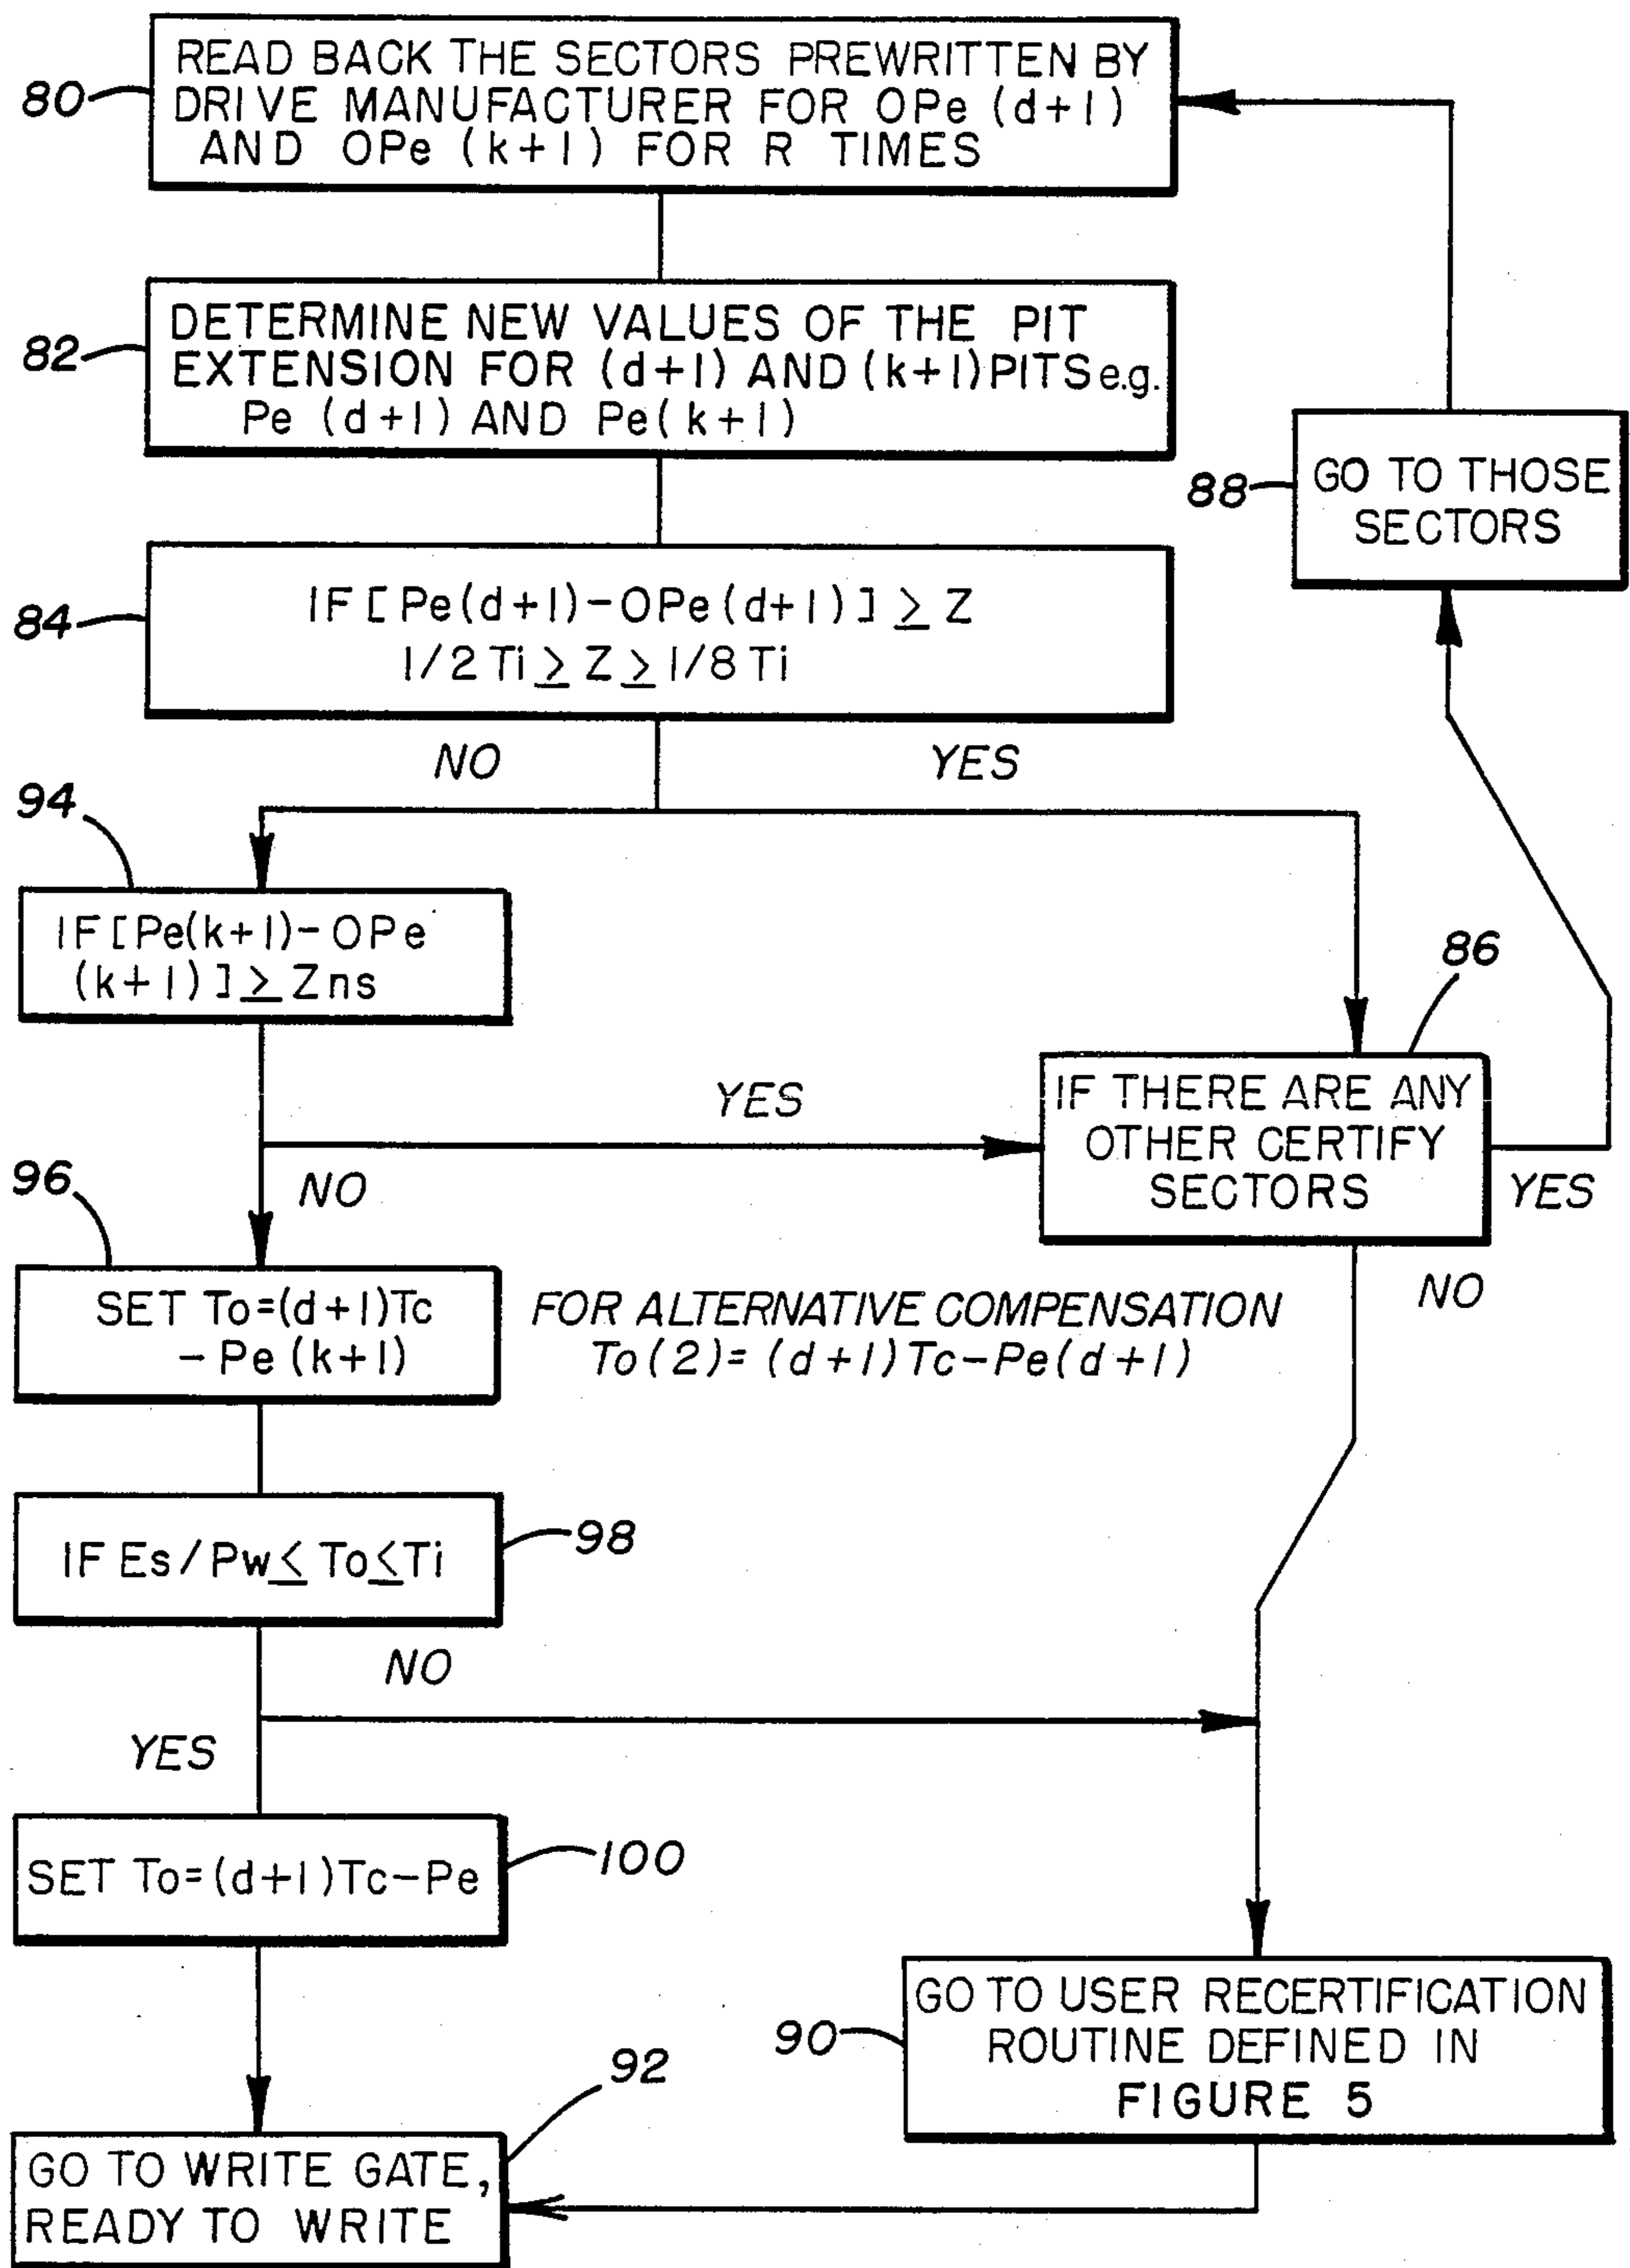 80
READ BACK THE SECTORS PREWRITTEN BY
DRIVE MANUFACTURER FOR OPe (d+1)
AND OPe (k+1) FOR R TIMES
82
DETERMINE NEW VALUES OF THE PIT
EXTENSION FOR (d+1) AND (k+1) PITS e.g.
Pe (d+1) AND Pe(k+1)
88
GO TO THOSE
SECTORS
84
IF [Pe(d+1)-OPe(d+1)] ≥ Z
1/2 Ti ≥ Z ≥ 1/8 Ti
NO
YES
94
IF [Pe(k+1)-OPe
(k+1)] ≥ Zns
86
IF THERE ARE ANY
OTHER CERTIFY
SECTORS
YES
YES
NO
NO
96
SET To=(d+1)Tc
-Pe(k+1)
FOR ALTERNATIVE COMPENSATION
To(2)=(d+1)Tc-Pe(d+1)
IF Es/Pw ≤ To ≤ Ti
98
NO
YES
SET To=(d+1)Tc-Pe
100
90
GO TO USER RECERTIFICATION
ROUTINE DEFINED IN
FIGURE 5
92
GO TO WRITE GATE,
READY TO WRITE